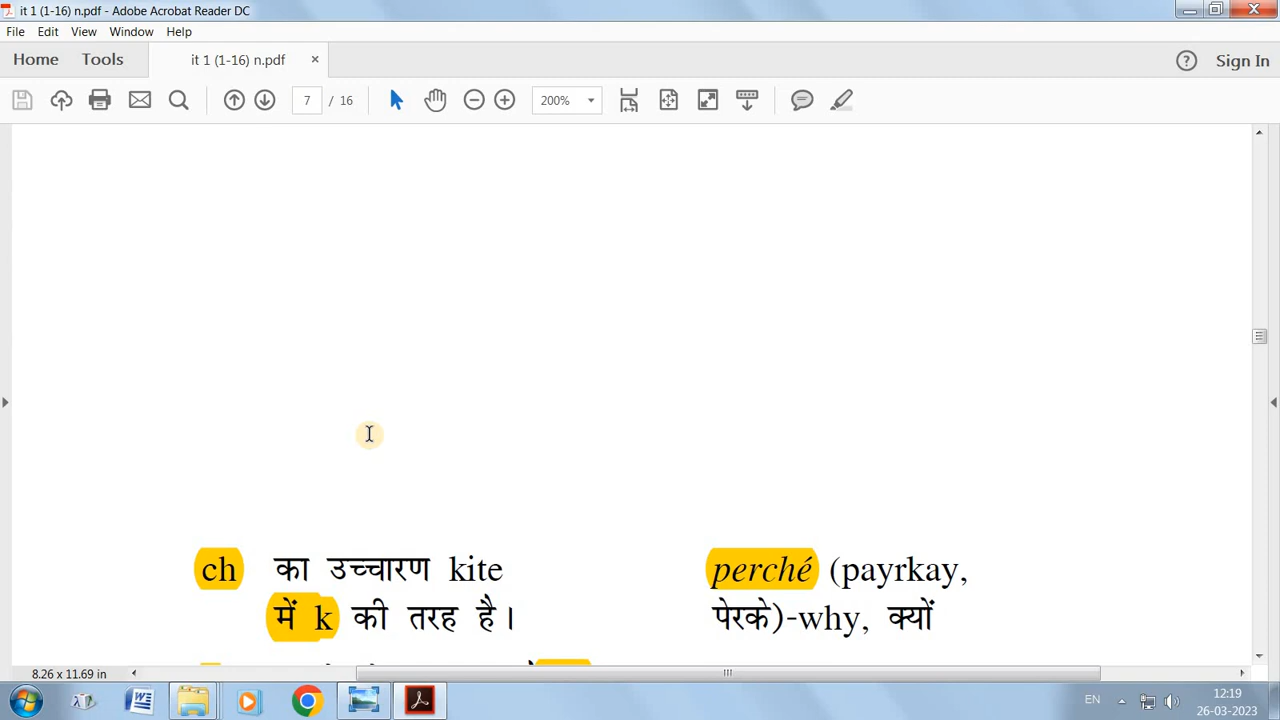 it 1 (1-16) n.pdf - Adobe Acrobat Reader DC
File Edit View Window Help
Home Tools it 1 (1-16) n.pdf × ? Sign In
7 / 16 200%
ch का उच्चारण kite perché (payrkay,
में k की तरह है। पेरके)-why, क्यों
8.26 x 11.69 in
EN 12:19
26-03-2023